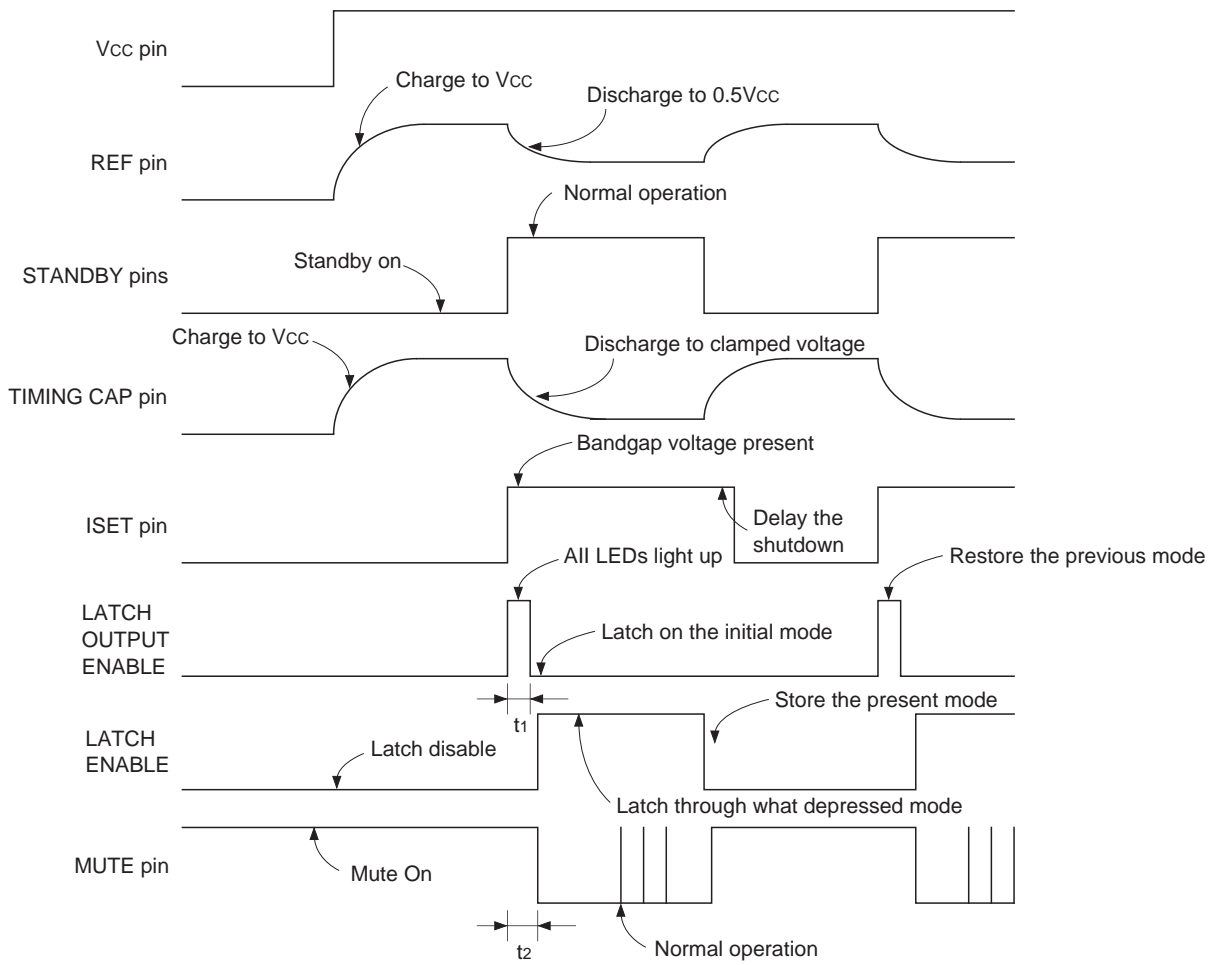 VCC pin
Charge to VCC
Discharge to 0.5VCC
REF pin
Normal operation
Standby on
STANDBY pins
Charge to VCC
Discharge to clamped voltage
TIMING CAP pin
Bandgap voltage present
ISET pin
Delay the
shutdown
All LEDs light up
Restore the previous mode
LATCH
OUTPUT
ENABLE
Latch on the initial mode
t1
Store the present mode
LATCH
ENABLE
Latch disable
Latch through what depressed mode
MUTE pin
Mute On
t2
Normal operation